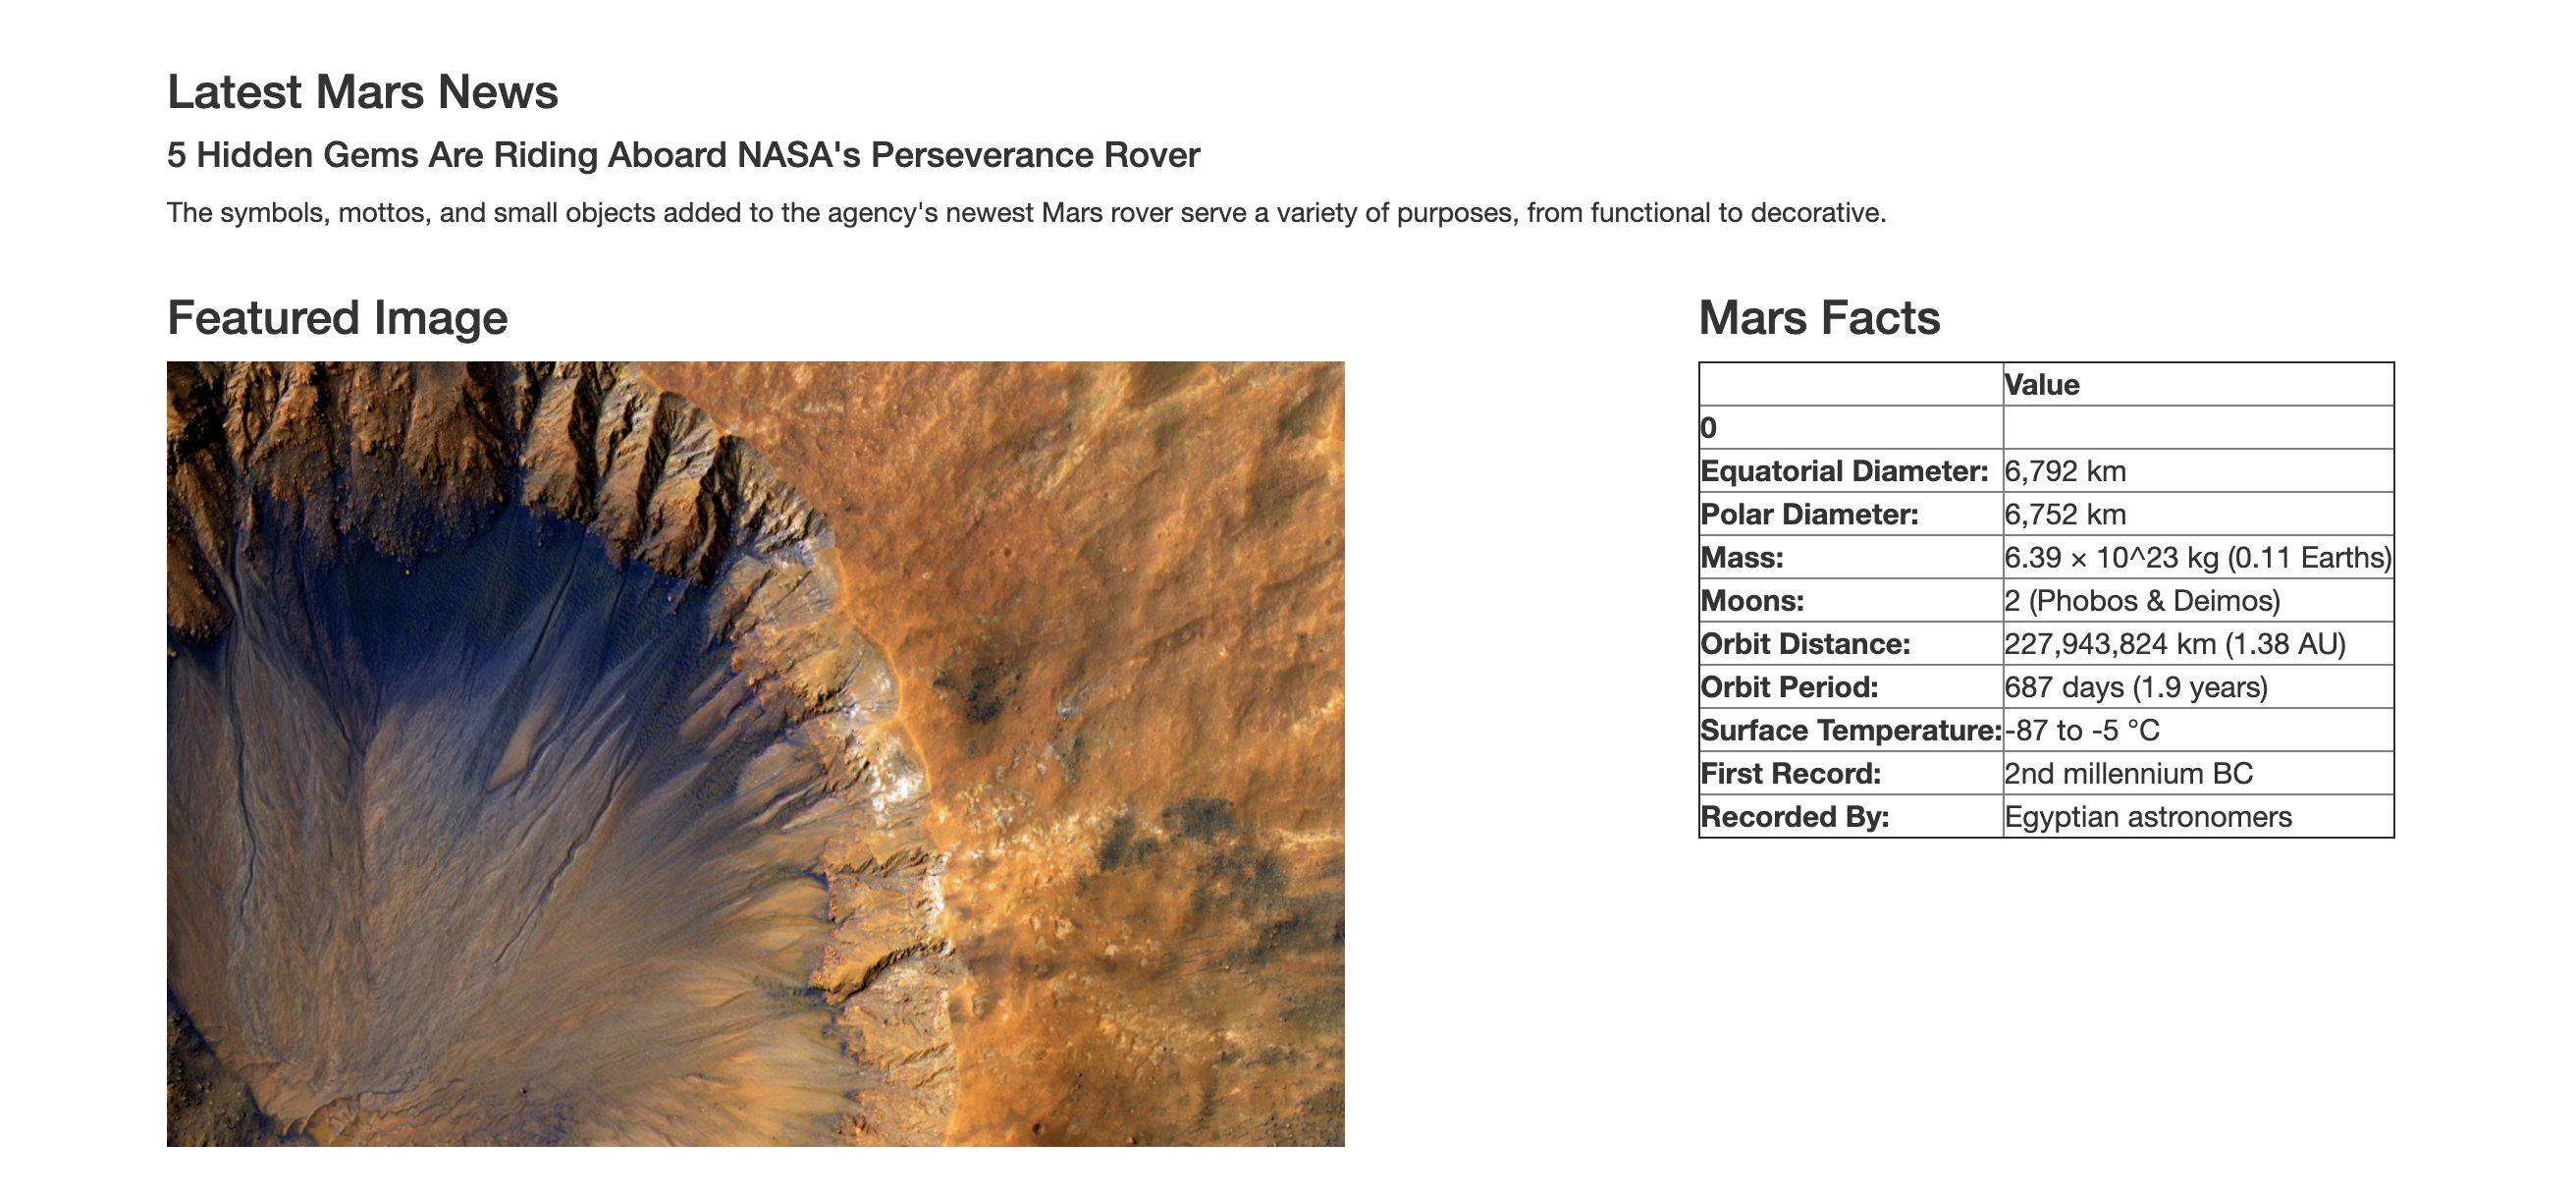 Latest Mars News
5 Hidden Gems Are Riding Aboard NASA's Perseverance Rover
The symbols, mottos, and small objects added to the agency's newest Mars rover serve a variety of purposes, from functional to decorative.
Featured Image
Mars Facts
Value
0
Equatorial Diameter: 6,792 km
Polar Diameter: 6,752 km
Mass: 6.39 × 10^23 kg (0.11 Earths)
Moons: 2 (Phobos & Deimos)
Orbit Distance: 227,943,824 km (1.38 AU)
Orbit Period: 687 days (1.9 years)
Surface Temperature: -87 to -5 °C
First Record: 2nd millennium BC
Recorded By: Egyptian astronomers